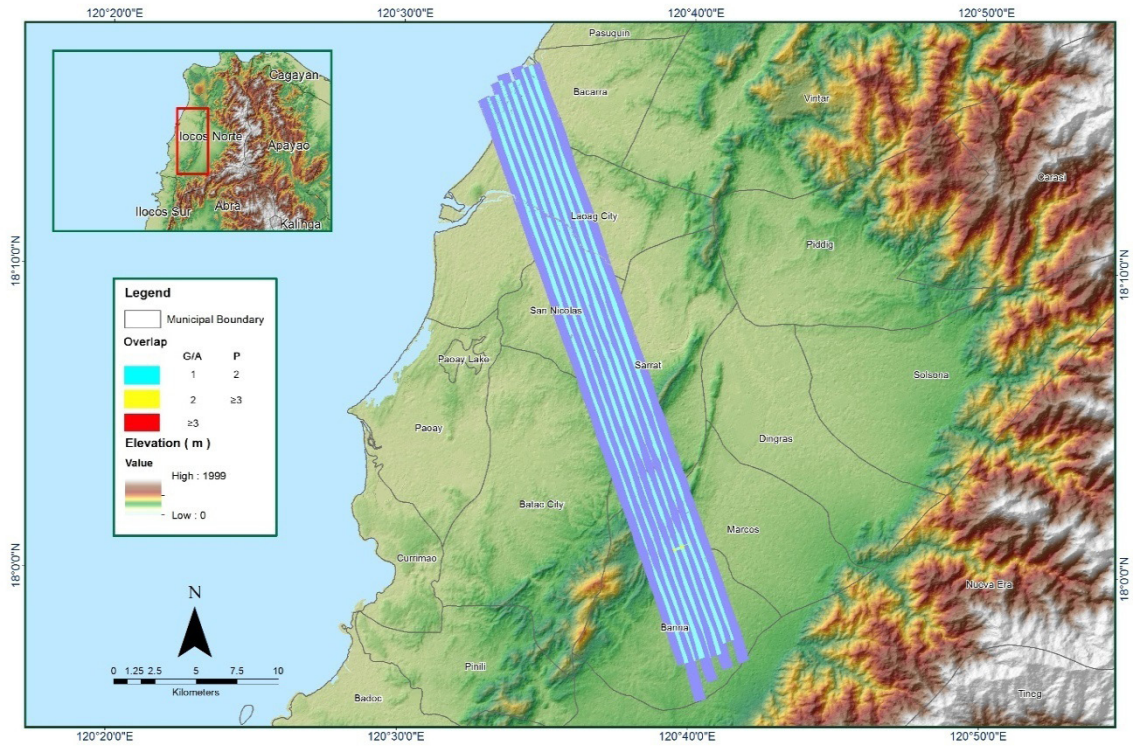 120°20'0"E
120°30'0"E
120°40'0"E
120°50'0"E
Pasuquin
Cagayan
Bacarra
Vintar
Ilocos Norte
Apayao
Carasi
Ilocos Sur
Abra
Kalinga
Laoag City
Piddig
18°10'0"N
18°10'0"N
Legend
Municipal Boundary
Overlap
G/A P
1 2
2 ≥3
≥3
Elevation ( m )
Value
High : 1999
Low : 0
San Nicolas
Paoay Lake
Sarrat
Solsona
Paoay
Dingras
Batac City
Marcos
Currimao
18°0'0"N
18°0'0"N
Nueva Era
N
Banna
Pinili
Badoc
Tineg
0 1.25 2.5 5 7.5 10
Kilometers
120°20'0"E
120°30'0"E
120°40'0"E
120°50'0"E